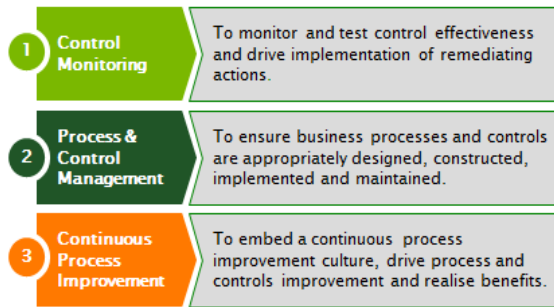 1
Control
Monitoring
To monitor and test control effectiveness
and drive implementation of remediating
actions.
2
Process &
Control
Management
To ensure business processes and controls
are appropriately designed, constructed,
implemented and maintained.
3
Continuous
Process
Improvement
To embed a continuous process
improvement culture, drive process and
controls improvement and realise benefits.